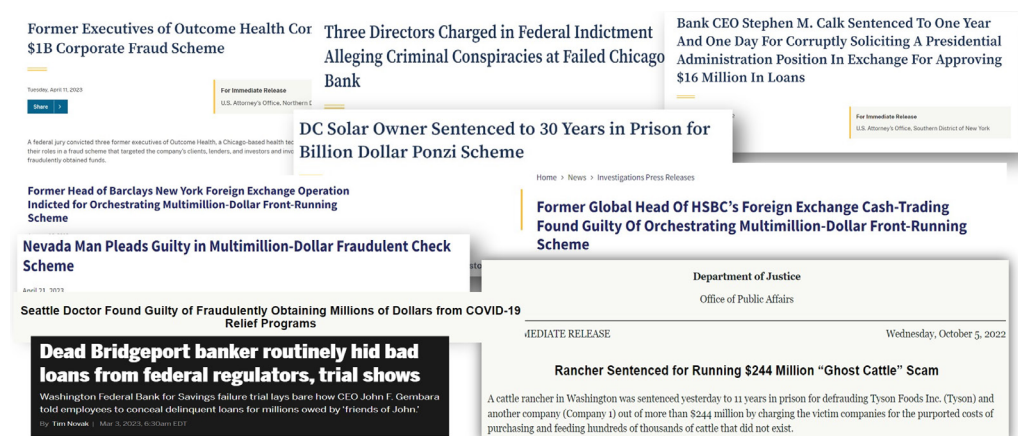 Former Executives of Outcome Health Con
$1B Corporate Fraud Scheme
Tuesday, April 11, 2023
Share >
For Immediate Release
U.S. Attorney's Office, Northern D
A federal jury convicted three former executives of Outcome Health, a Chicago-based health tec
their roles in a fraud scheme that targeted the company's clients, lenders, and investors and invo
fraudulently obtained funds.
Three Directors Charged in Federal Indictment
Alleging Criminal Conspiracies at Failed Chicago
Bank
Bank CEO Stephen M. Calk Sentenced To One Year
And One Day For Corruptly Soliciting A Presidential
Administration Position In Exchange For Approving
$16 Million In Loans
For Immediate Release
U.S. Attorney's Office, Southern District of New York
DC Solar Owner Sentenced to 30 Years in Prison for
Billion Dollar Ponzi Scheme
Former Head of Barclays New York Foreign Exchange Operation
Indicted for Orchestrating Multimillion-Dollar Front-Running
Scheme
Home > News > Investigations Press Releases
Former Global Head Of HSBC's Foreign Exchange Cash-Trading
Found Guilty Of Orchestrating Multimillion-Dollar Front-Running
Scheme
Nevada Man Pleads Guilty in Multimillion-Dollar Fraudulent Check
Scheme
April 21, 2023
Seattle Doctor Found Guilty of Fraudulently Obtaining Millions of Dollars from COVID-19
Relief Programs
Dead Bridgeport banker routinely hid bad
loans from federal regulators, trial shows
Washington Federal Bank for Savings failure trial lays bare how CEO John F. Gembara
told employees to conceal delinquent loans for millions owed by 'friends of John.'
By Tim Novak | Mar 3, 2023, 6:30am EDT
Department of Justice
Office of Public Affairs
MEDIATE RELEASE
Wednesday, October 5, 2022
Rancher Sentenced for Running $244 Million “Ghost Cattle” Scam
A cattle rancher in Washington was sentenced yesterday to 11 years in prison for defrauding Tyson Foods Inc. (Tyson) and
another company (Company 1) out of more than $244 million by charging the victim companies for the purported costs of
purchasing and feeding hundreds of thousands of cattle that did not exist.